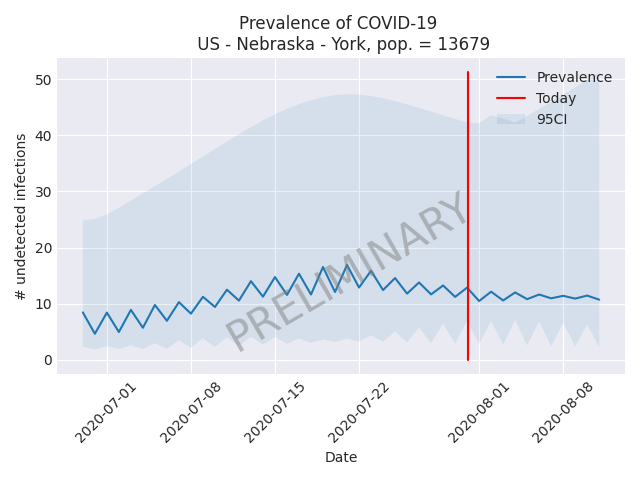 Prevalence of COVID-19
US - Nebraska - York, pop. = 13679
# undetected infections
50
40
30
20
10
0
Prevalence
Today
95CI
PRELIMINARY
2020-07-01
2020-07-08
2020-07-15
2020-07-22
2020-08-01
2020-08-08
Date